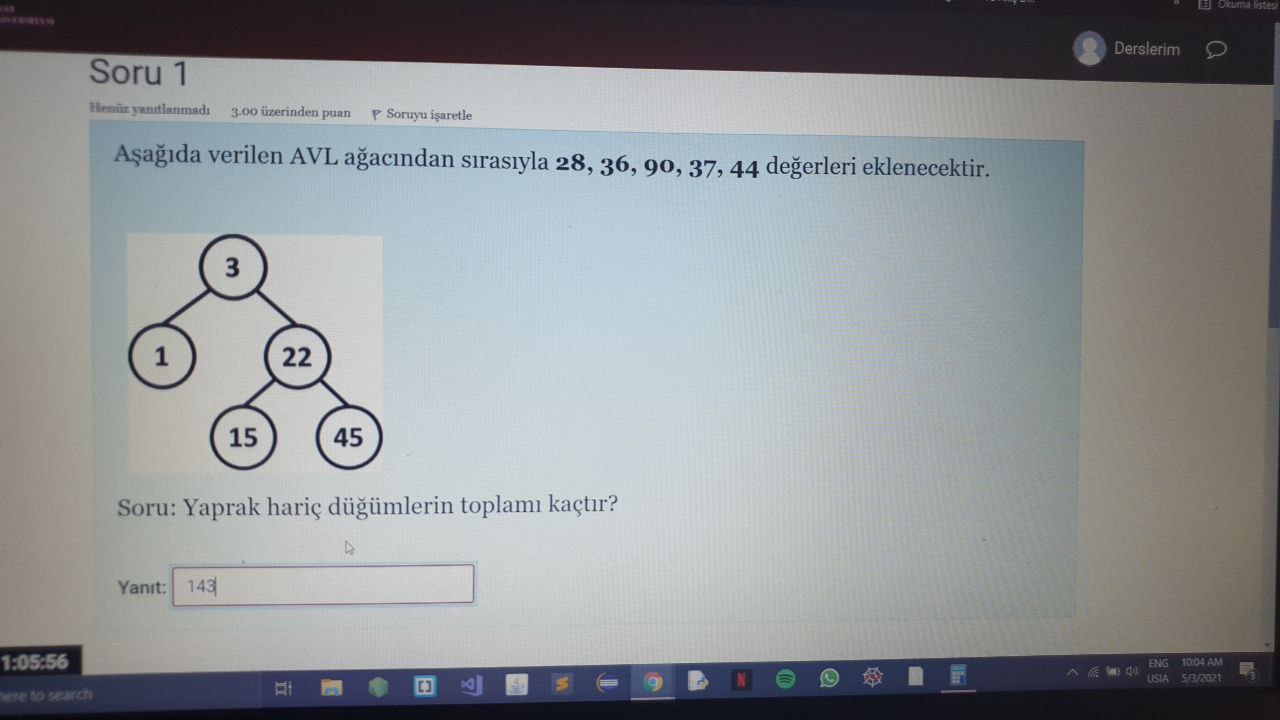 Okuma listesi
Derslerim
Soru 1
Henüz yanıtlanmadı 3.00 üzerinden puan Soruyu işaretle
Aşağıda verilen AVL ağacından sırasıyla 28, 36, 90, 37, 44 değerleri eklenecektir.
3
1 22
15 45
Soru: Yaprak hariç düğümlerin toplamı kaçtır?
Yanıt: 143
1:05:56
here to search
N
ENG 10:04 AM
USIA 5/3/2021
3